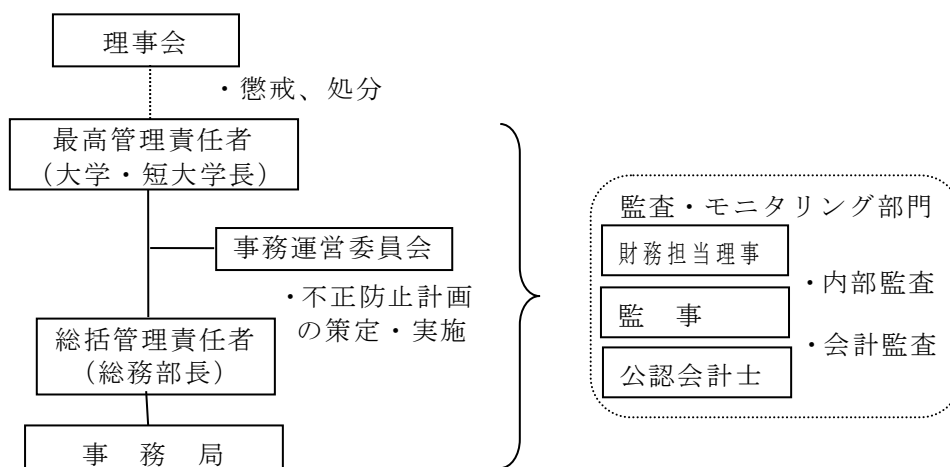 理事会
・懲戒、処分
最高管理責任者
（大学・短大学長）
事務運営委員会
・不正防止計画
の策定・実施
総括管理責任者
（総務部長）
事　務　局
監査・モニタリング部門
財務担当理事
監　事
公認会計士
・内部監査
・会計監査